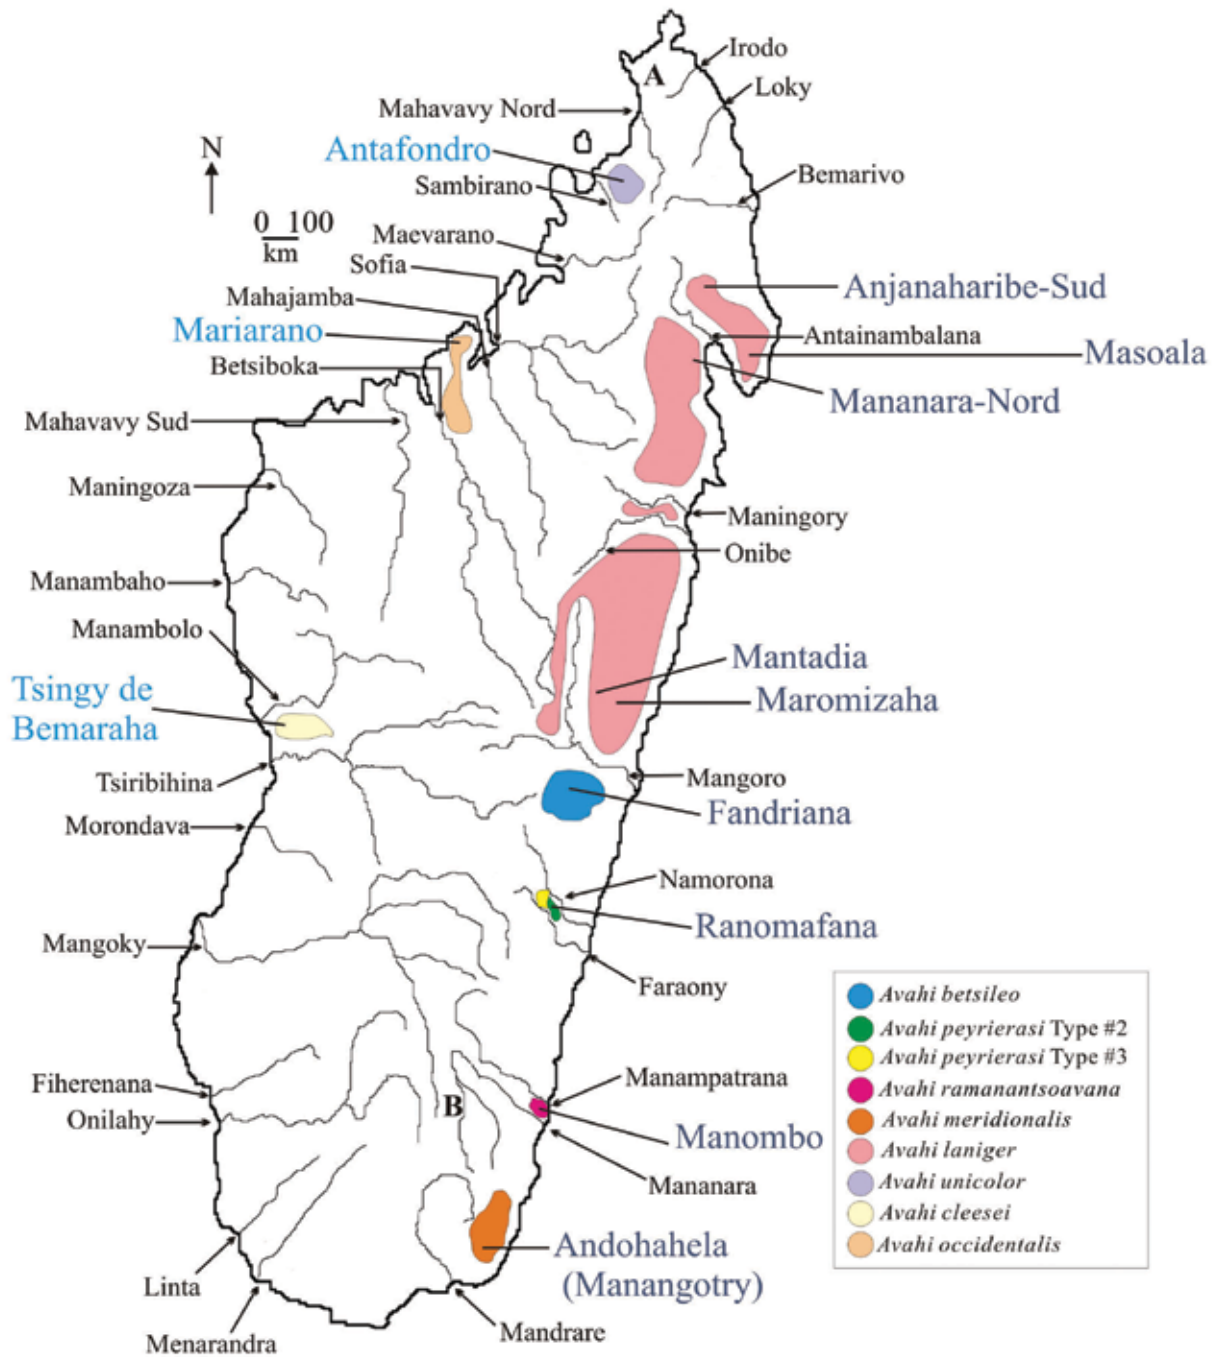 Irodo
A
Loky
Mahavavy Nord
N
Antafondro
Bemarivo
Sambirano
0 100
km
Maevarano
Sofia
Anjanaharibe-Sud
Mahajamba
Mariarano
Antainambalana
Masoala
Betsiboka
Mananara-Nord
Mahavavy Sud
Maningoza
Maningory
Onibe
Manambaho
Manambolo
Mantadia
Tsingy de
Bemaraha
Maromizaha
Tsiribihina
Mangoro
Fandriana
Morondava
Namorona
Ranomafana
Mangoky
Faraony
Avahi betsileo
Avahi peyrierasi Type #2
Avahi peyrierasi Type #3
Avahi ramanantsoavana
Avahi meridionalis
Avahi laniger
Avahi unicolor
Avahi cleesei
Avahi occidentalis
Fiherenana
Manampatrana
Onilahy
B
Manombo
Mananara
Andohahela
(Manangotry)
Linta
Menarandra
Mandrare